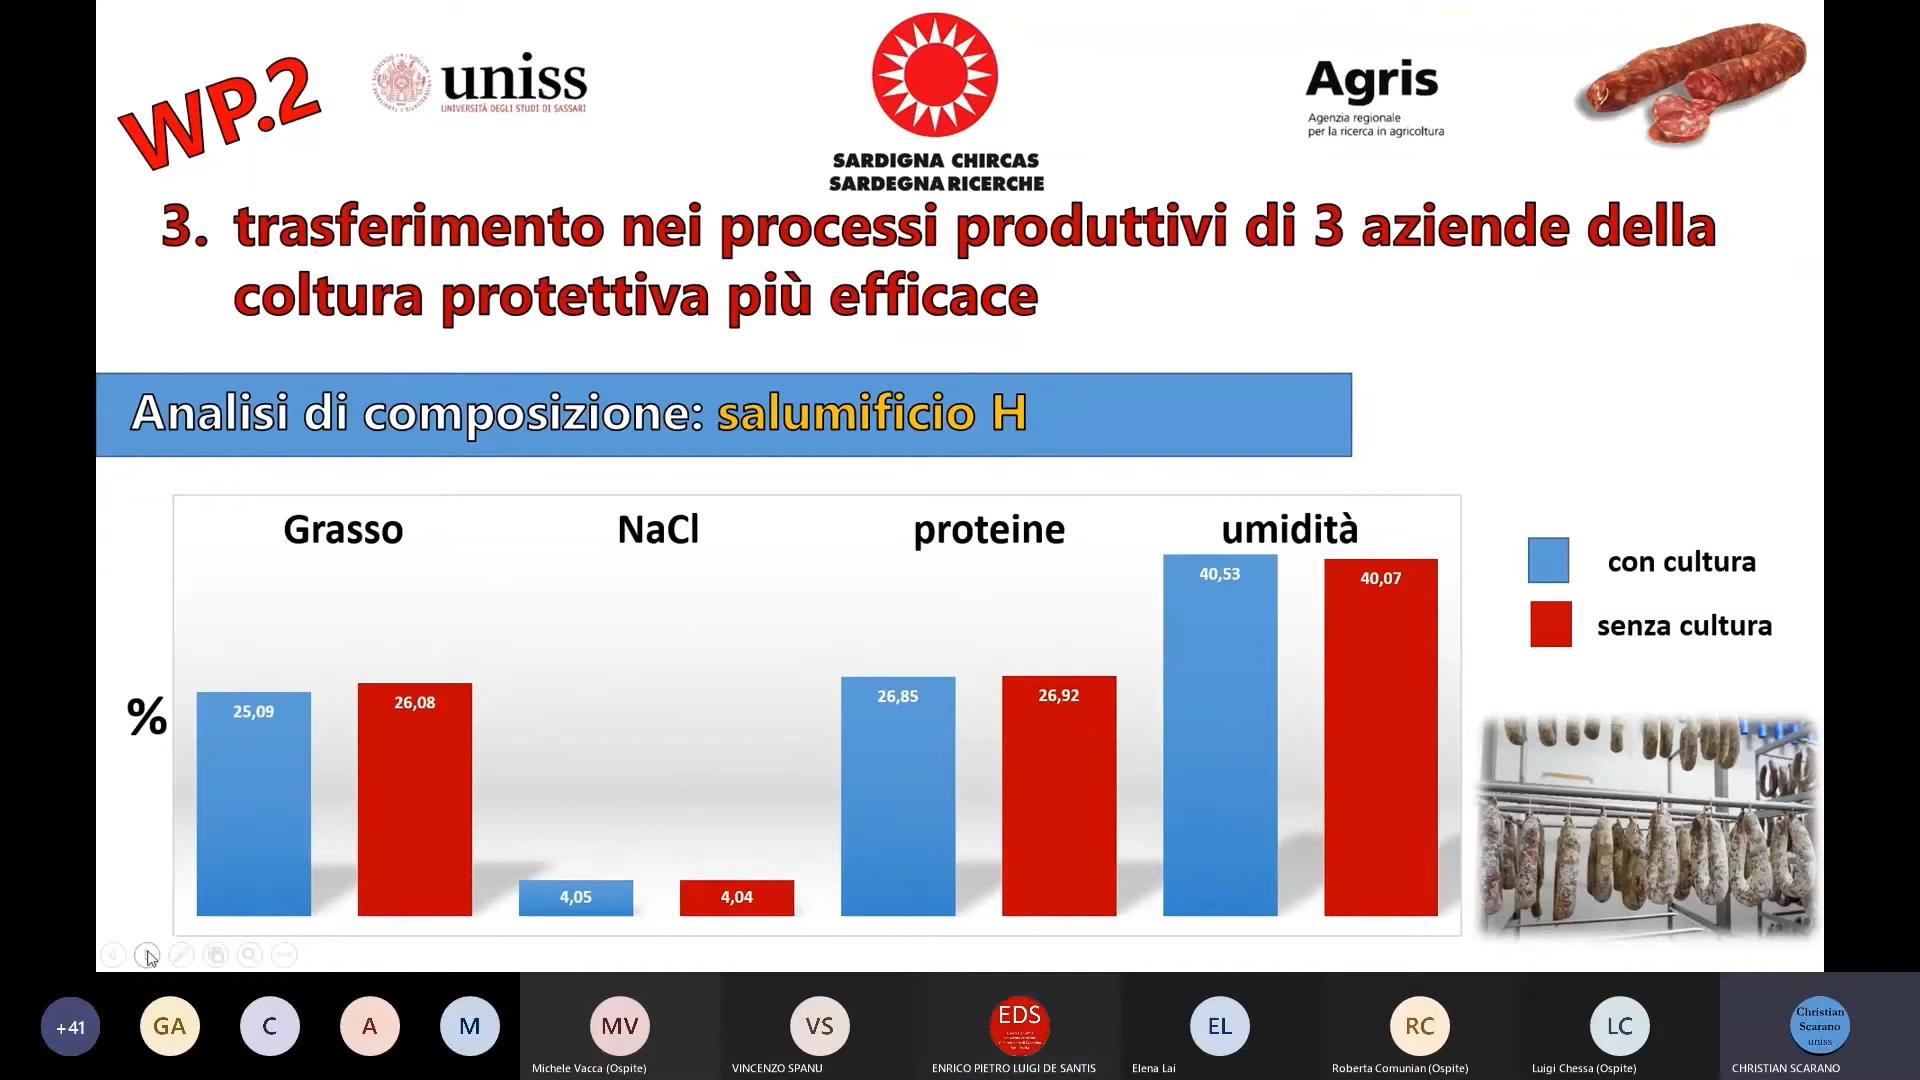 WP.2
uniss
UNIVERSITÀ DEGLI STUDI DI SASSARI
SARDIGNA CHIRCAS
SARDEGNA RICERCHE
Agris
Agenzia regionale
per la ricerca in agricoltura
3. trasferimento nei processi produttivi di 3 aziende della
coltura protettiva più efficace
Analisi di composizione: salumificio H
Grasso NaCl proteine umidità
40,53 40,07
con cultura
senza cultura
%
25,09 26,08
26,85 26,92
4,05 4,04
+41 GA C A M MV VS EDS EL RC LC
Christian
Scarano
uniss
Michele Vacca (Ospite) VINCENZO SPANU ENRICO PIETRO LUIGI DE SANTIS Elena Lai Roberta Comunian (Ospite) Luigi Chessa (Ospite) CHRISTIAN SCARANO